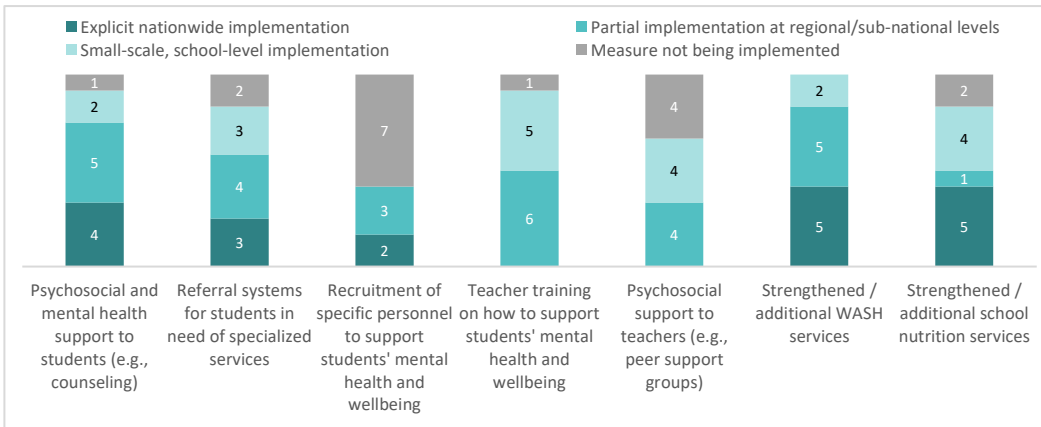 Explicit nationwide implementation
Partial implementation at regional/sub-national levels
Small-scale, school-level implementation
Measure not being implemented
1
2
5
4
2
3
4
3
7
3
2
1
5
6
4
4
4
2
5
5
2
4
1
5
Psychosocial and
mental health
support to
students (e.g.,
counseling)
Referral systems
for students in
need of specialized
services
Recruitment of
specific personnel
to support
students' mental
health and
wellbeing
Teacher training
on how to support
students' mental
health and
wellbeing
Psychosocial
support to
teachers (e.g.,
peer support
groups)
Strengthened /
additional WASH
services
Strengthened /
additional school
nutrition services